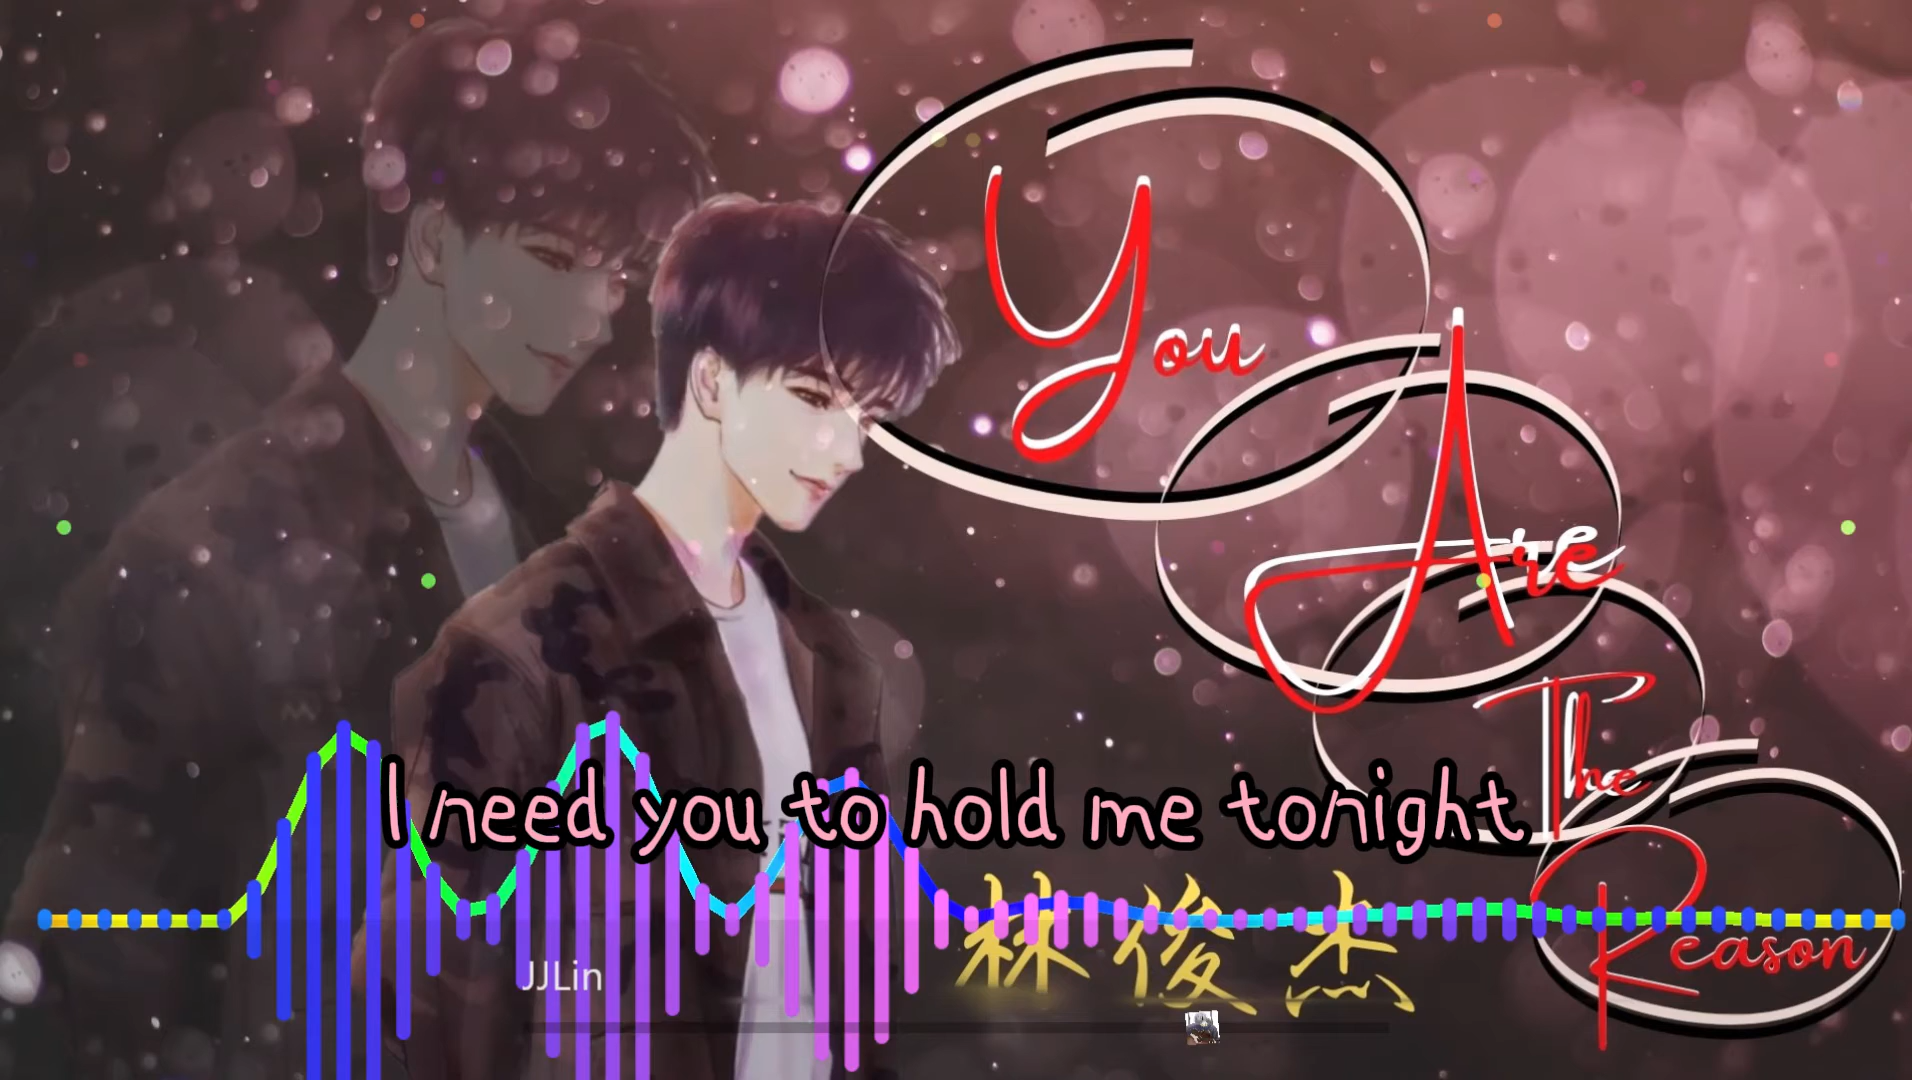 You
Are
The
Reason
I need you to hold me tonight
林俊杰
JJLin